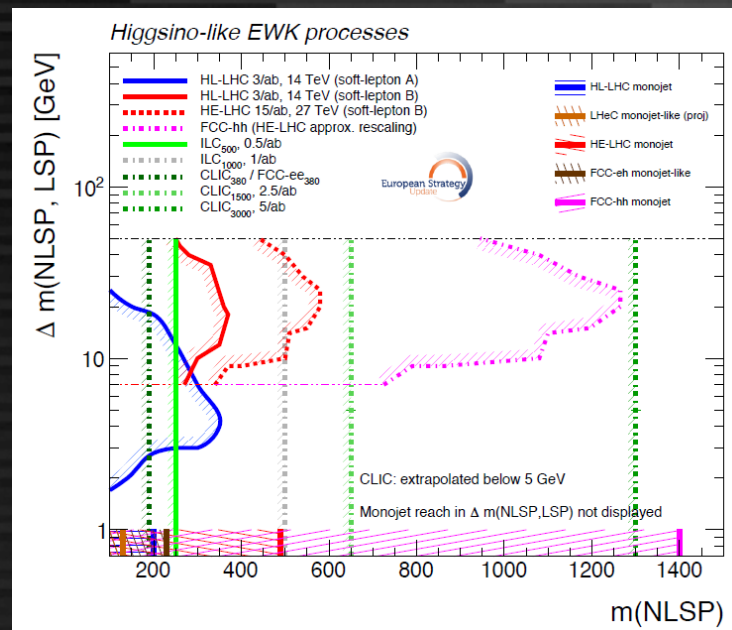 Higgsino-like EWK processes
HL-LHC 3/ab, 14 TeV (soft-lepton A)
HL-LHC 3/ab, 14 TeV (soft-lepton B)
HE-LHC 15/ab, 27 TeV (soft-lepton B)
FCC-hh (HE-LHC approx. rescaling)
ILC500, 0.5/ab
ILC1000, 1/ab
CLIC380 / FCC-ee380
CLIC1500, 2.5/ab
CLIC3000, 5/ab
European Strategy
Update
HL-LHC monojet
LHeC monojet-like (proj)
HE-LHC monojet
FCC-eh monojet-like
FCC-hh monojet
Δ m(NLSP, LSP) [GeV]
10²
10
1
CLIC: extrapolated below 5 GeV
Monojet reach in Δ m(NLSP,LSP) not displayed
200 400 600 800 1000 1200 1400
m(NLSP)